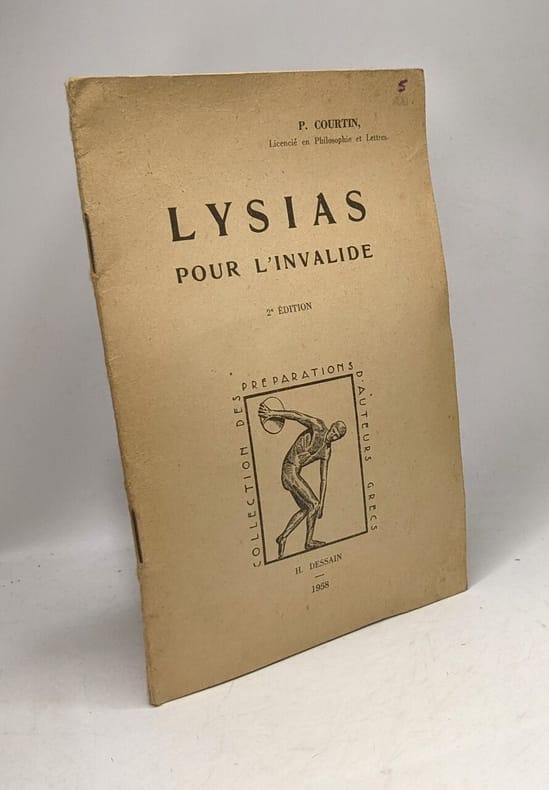 5
P. COURTIN,
Licencié en Philosophie et Lettres.
LYSIAS
POUR L'INVALIDE
2e ÉDITION
COLLECTION DES PRÉPARATIONS D'AUTEURS GRECS
H. DESSAIN
1958